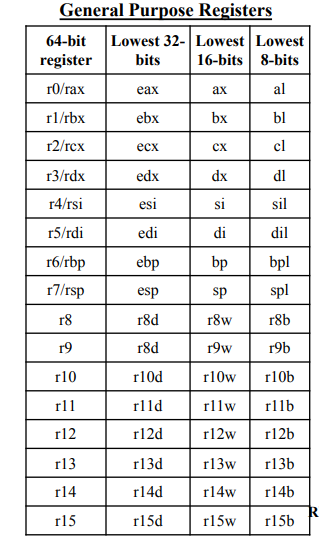 General Purpose Registers
64-bit register Lowest 32-bits Lowest 16-bits Lowest 8-bits
r0/rax eax ax al
r1/rbx ebx bx bl
r2/rcx ecx cx cl
r3/rdx edx dx dl
r4/rsi esi si sil
r5/rdi edi di dil
r6/rbp ebp bp bpl
r7/rsp esp sp spl
r8 r8d r8w r8b
r9 r8d r9w r9b
r10 r10d r10w r10b
r11 r11d r11w r11b
r12 r12d r12w r12b
r13 r13d r13w r13b
r14 r14d r14w r14b
r15 r15d r15w r15b
R